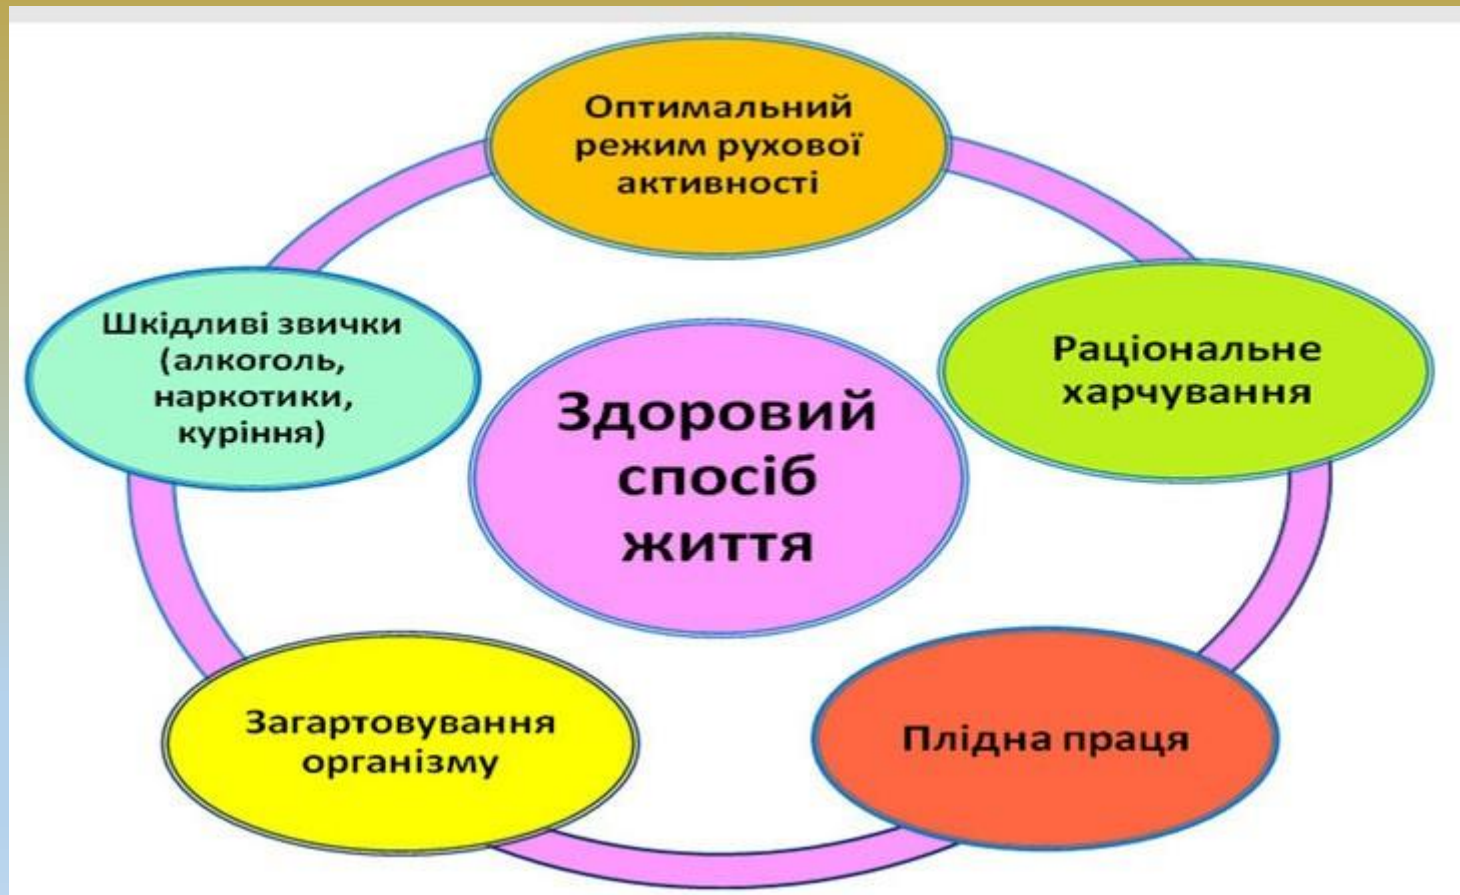 Оптимальний
режим рухової
активності
Шкідливі звички
(алкоголь,
наркотики,
куріння)
Раціональне
харчування
Здоровий
спосіб
життя
Загартовування
організму
Плідна праця